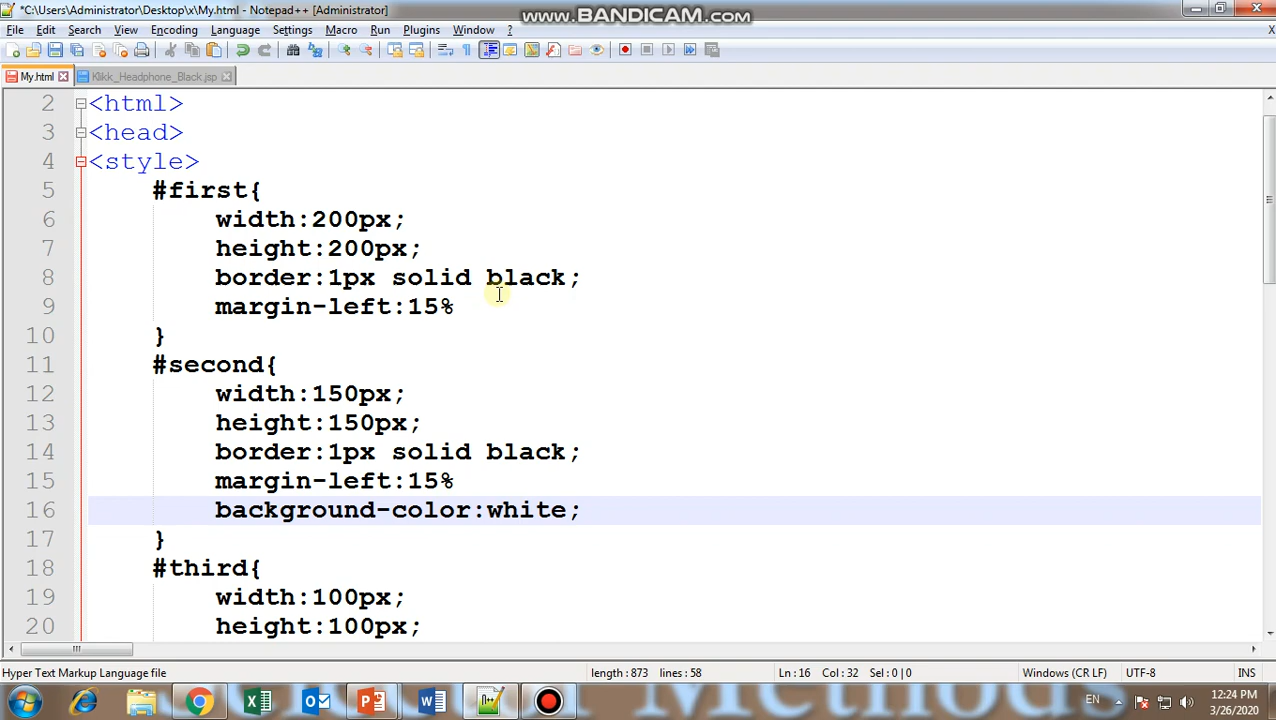 *C:\Users\Administrator\Desktop\x\My.html - Notepad++ [Administrator]
www.BANDICAM.com
File Edit Search View Encoding Language Settings Macro Run Plugins Window ? X
My.html Klikk_Headphone_Black.jsp
2 <html>
3 <head>
4 <style>
5 #first{
6 width:200px;
7 height:200px;
8 border:1px solid black;
9 margin-left:15%
10 }
11 #second{
12 width:150px;
13 height:150px;
14 border:1px solid black;
15 margin-left:15%
16 background-color:white;
17 }
18 #third{
19 width:100px;
20 height:100px;
Hyper Text Markup Language file length : 873 lines : 58 Ln : 16 Col : 32 Sel : 0 | 0 Windows (CR LF) UTF-8 INS
EN 12:24 PM
3/26/2020